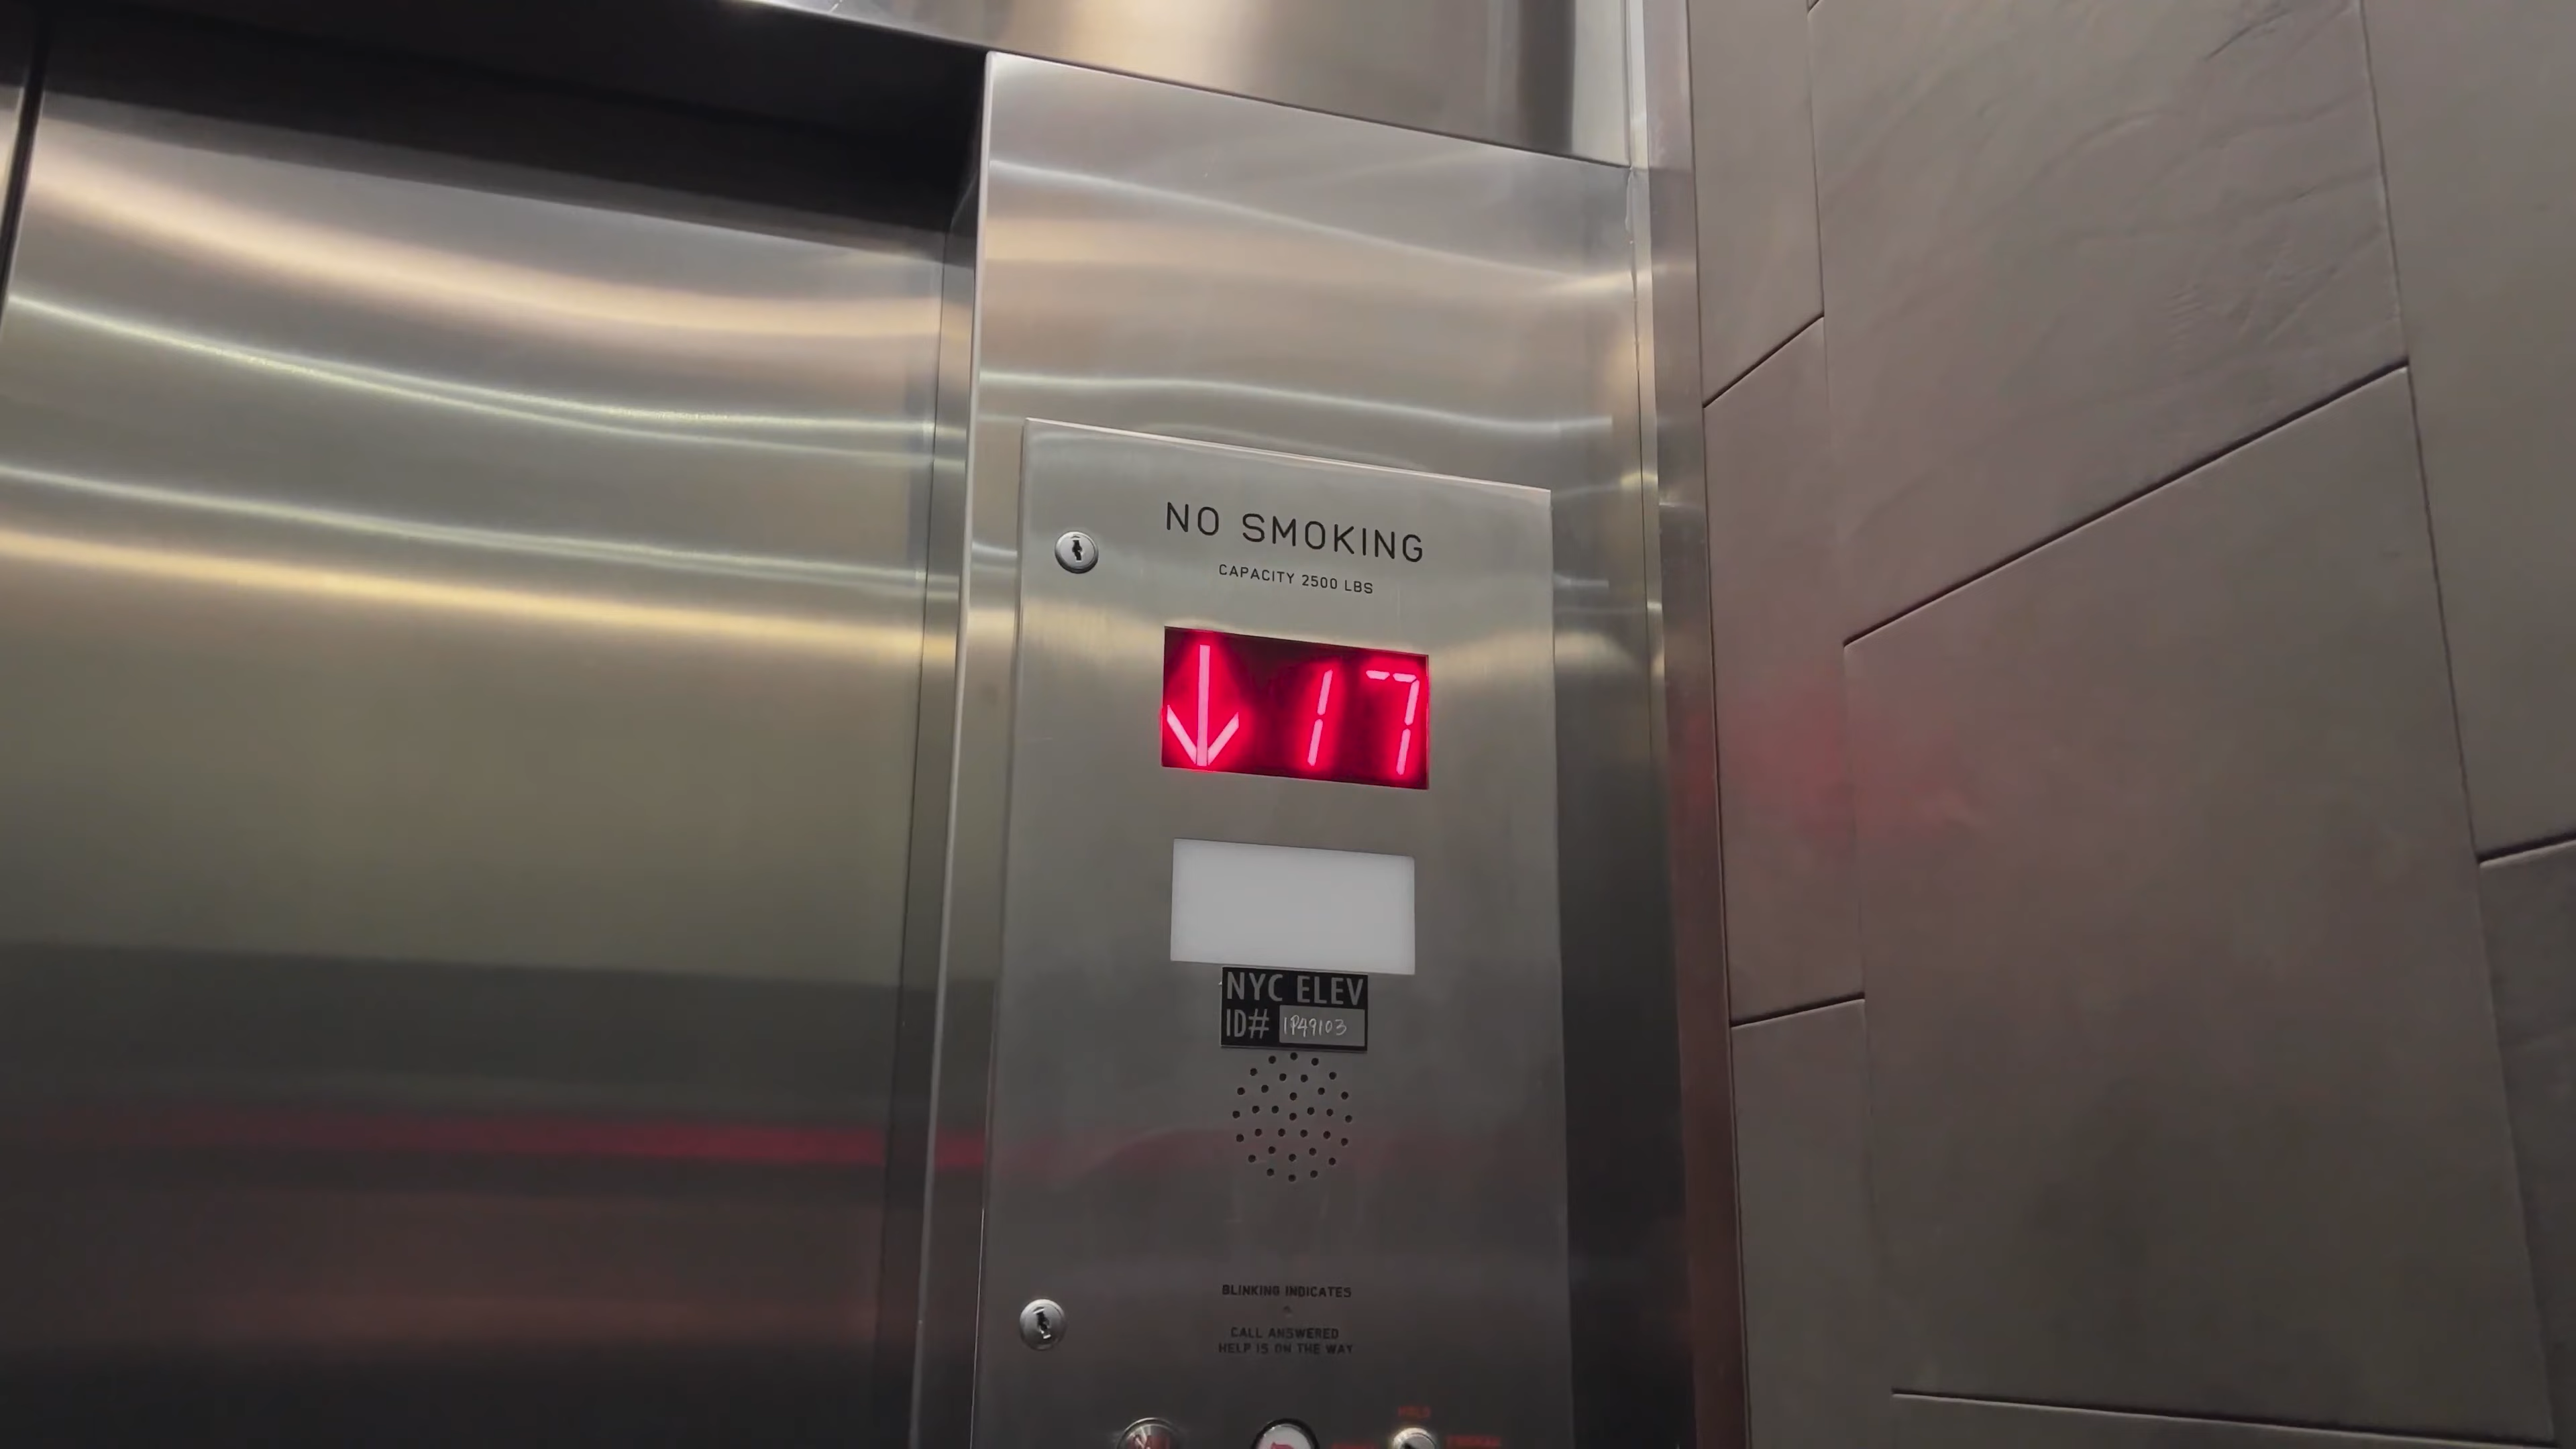 NO SMOKING
CAPACITY 2500 LBS
↓ 17
NYC ELEV
ID# 1P49103
BLINKING INDICATES
CALL ANSWERED
HELP IS ON THE WAY